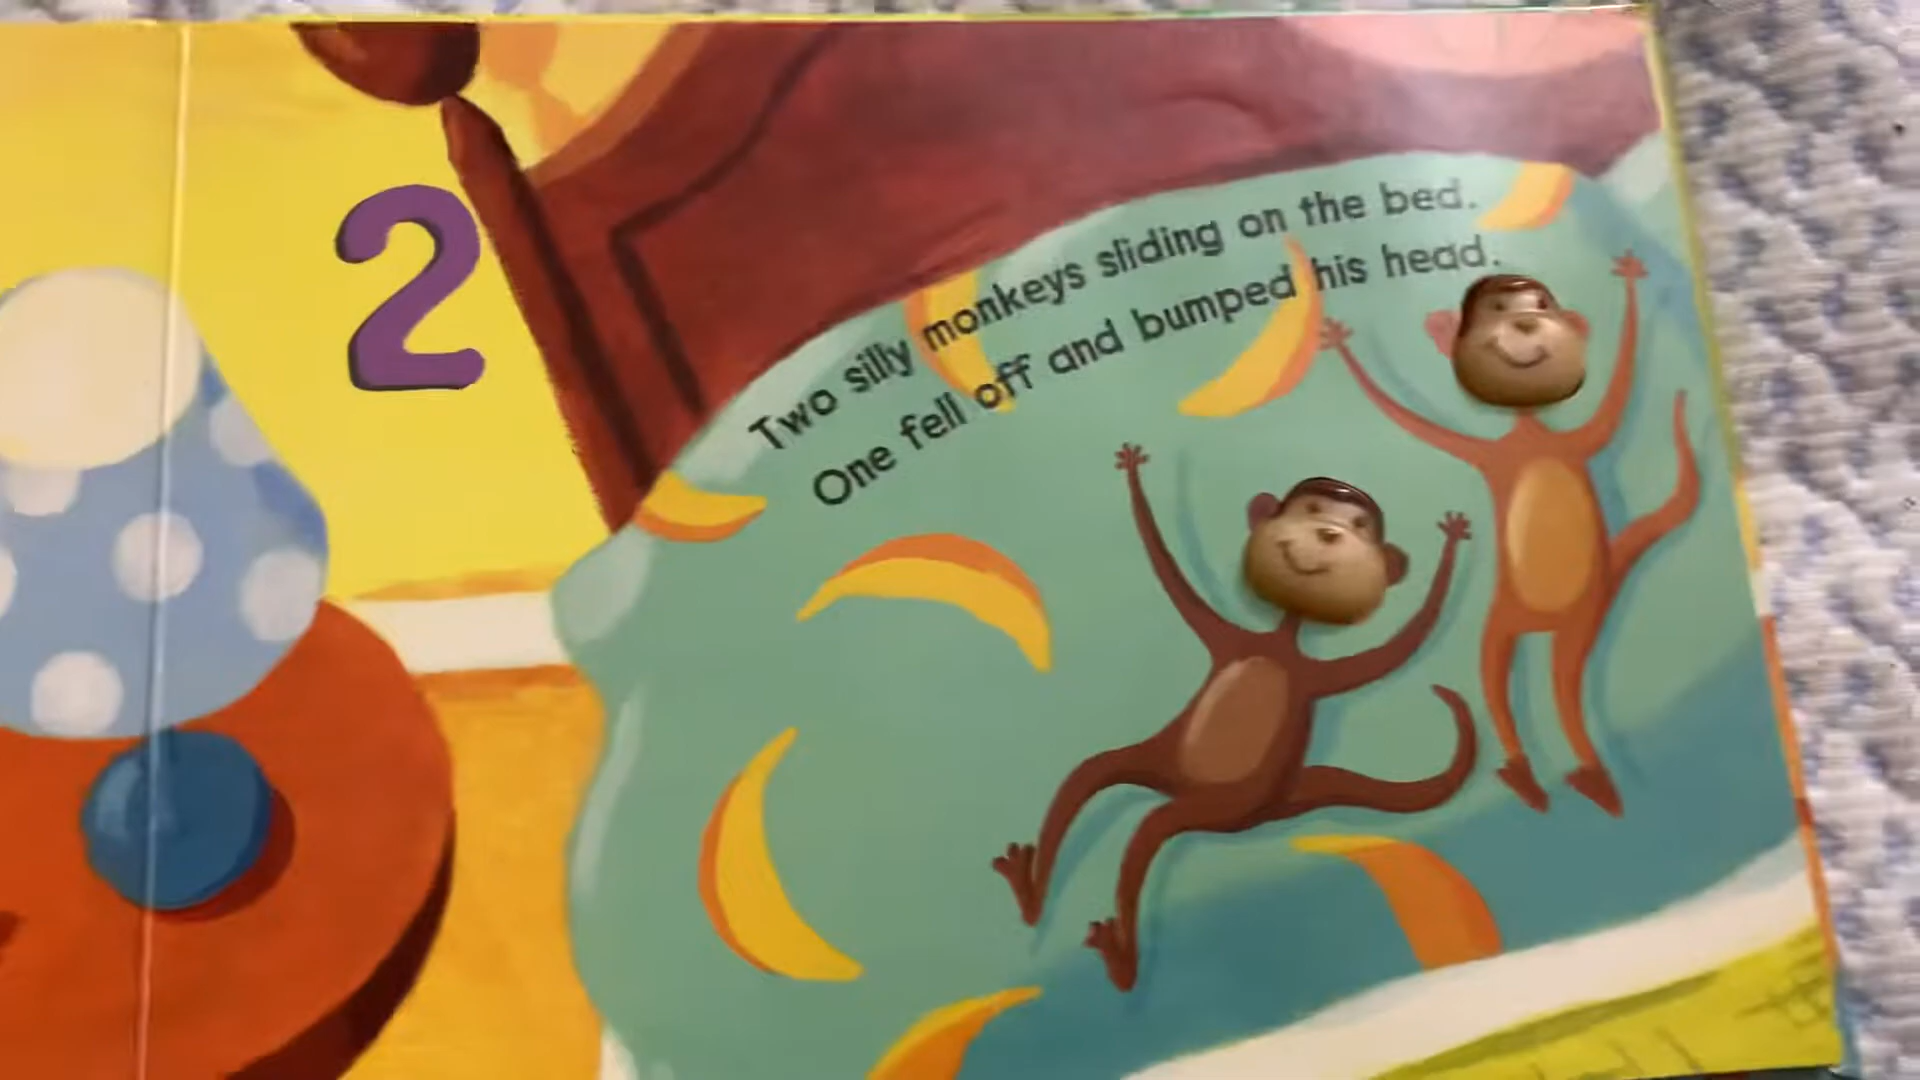 2
Two silly monkeys sliding on the bed.
One fell off and bumped his head.